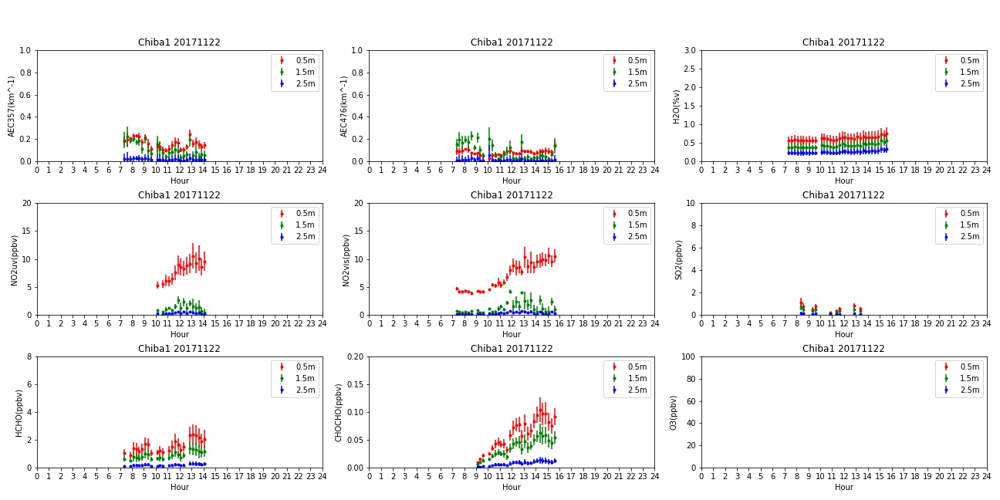 Chiba1 20171122
AEC357(km^-1)
1.0
0.8
0.6
0.4
0.2
0.0
0.5m
1.5m
2.5m
0 1 2 3 4 5 6 7 8 9 10 11 12 13 14 15 16 17 18 19 20 21 22 23 24
Hour
Chiba1 20171122
AEC476(km^-1)
1.0
0.8
0.6
0.4
0.2
0.0
0.5m
1.5m
2.5m
0 1 2 3 4 5 6 7 8 9 10 11 12 13 14 15 16 17 18 19 20 21 22 23 24
Hour
Chiba1 20171122
H2O(%v)
3.0
2.5
2.0
1.5
1.0
0.5
0.0
0.5m
1.5m
2.5m
0 1 2 3 4 5 6 7 8 9 10 11 12 13 14 15 16 17 18 19 20 21 22 23 24
Hour
Chiba1 20171122
NO2uv(ppbv)
20
15
10
5
0
0.5m
1.5m
2.5m
0 1 2 3 4 5 6 7 8 9 10 11 12 13 14 15 16 17 18 19 20 21 22 23 24
Hour
Chiba1 20171122
NO2vis(ppbv)
20
15
10
5
0
0.5m
1.5m
2.5m
0 1 2 3 4 5 6 7 8 9 10 11 12 13 14 15 16 17 18 19 20 21 22 23 24
Hour
Chiba1 20171122
SO2(ppbv)
10
8
6
4
2
0
0.5m
1.5m
2.5m
0 1 2 3 4 5 6 7 8 9 10 11 12 13 14 15 16 17 18 19 20 21 22 23 24
Hour
Chiba1 20171122
HCHO(ppbv)
8
6
4
2
0
0.5m
1.5m
2.5m
0 1 2 3 4 5 6 7 8 9 10 11 12 13 14 15 16 17 18 19 20 21 22 23 24
Hour
Chiba1 20171122
CHOCHO(ppbv)
0.20
0.15
0.10
0.05
0.00
0.5m
1.5m
2.5m
0 1 2 3 4 5 6 7 8 9 10 11 12 13 14 15 16 17 18 19 20 21 22 23 24
Hour
Chiba1 20171122
O3(ppbv)
100
80
60
40
20
0
0.5m
1.5m
2.5m
0 1 2 3 4 5 6 7 8 9 10 11 12 13 14 15 16 17 18 19 20 21 22 23 24
Hour